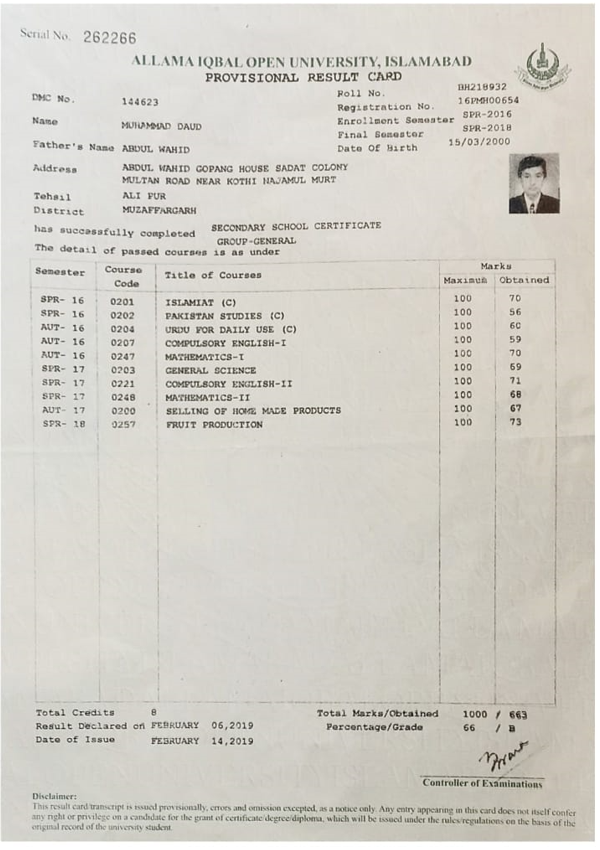 Serial No. 262266
ALLAMA IQBAL OPEN UNIVERSITY, ISLAMABAD
PROVISIONAL RESULT CARD
DMC No. 144623
Roll No. BH218932
Registration No. 16PMH00654
Enrollment Semester SPR-2016
Final Semester SPR-2018
Date Of Birth 15/03/2000
Name MUHAMMAD DAUD
Father's Name ABDUL WAHID
Address ABDUL WAHID GOPANG HOUSE SADAT COLONY
MULTAN ROAD NEAR KOTHI NAJAMUL MURT
Tehsil ALI PUR
District MUZAFFARGARH
has successfully completed SECONDARY SCHOOL CERTIFICATE
GROUP-GENERAL
The detail of passed courses is as under
Semester Course Code Title of Courses Marks
Maximum Obtained
SPR- 16 0201 ISLAMIAT (C) 100 70
SPR- 16 0202 PAKISTAN STUDIES (C) 100 56
AUT- 16 0204 URDU FOR DAILY USE (C) 100 60
AUT- 16 0207 COMPULSORY ENGLISH-I 100 59
AUT- 16 0247 MATHEMATICS-I 100 70
SPR- 17 0203 GENERAL SCIENCE 100 69
SPR- 17 0221 COMPULSORY ENGLISH-II 100 71
SPR- 17 0248 MATHEMATICS-II 100 68
AUT- 17 0200 SELLING OF HOME MADE PRODUCTS 100 67
SPR- 18 0257 FRUIT PRODUCTION 100 73
Total Credits 8
Total Marks/Obtained 1000 / 663
Result Declared on FEBRUARY 06,2019
Percentage/Grade 66 / B
Date of Issue FEBRUARY 14,2019
Controller of Examinations
Disclaimer:
This result card/transcript is issued provisionally, errors and omission excepted, as a notice only. Any entry appearing in this card does not itself confer
any right or privilege on a candidate for the grant of certificate/degree/diploma, which will be issued under the rules/regulations on the basis of the
original record of the university student.